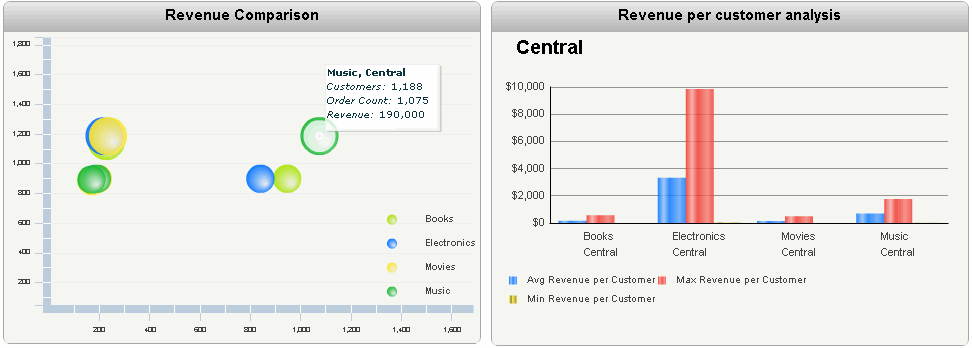 Revenue Comparison
1,800
1,600
1,400
1,200
1,000
800
600
400
200
Music, Central
Customers: 1,188
Order Count: 1,075
Revenue: 190,000
Books
Electronics
Movies
Music
200 400 600 800 1,000 1,200 1,400 1,600
Revenue per customer analysis
Central
$10,000
$8,000
$6,000
$4,000
$2,000
$0
Books Electronics Movies Music
Central Central Central Central
Avg Revenue per Customer Max Revenue per Customer
Min Revenue per Customer